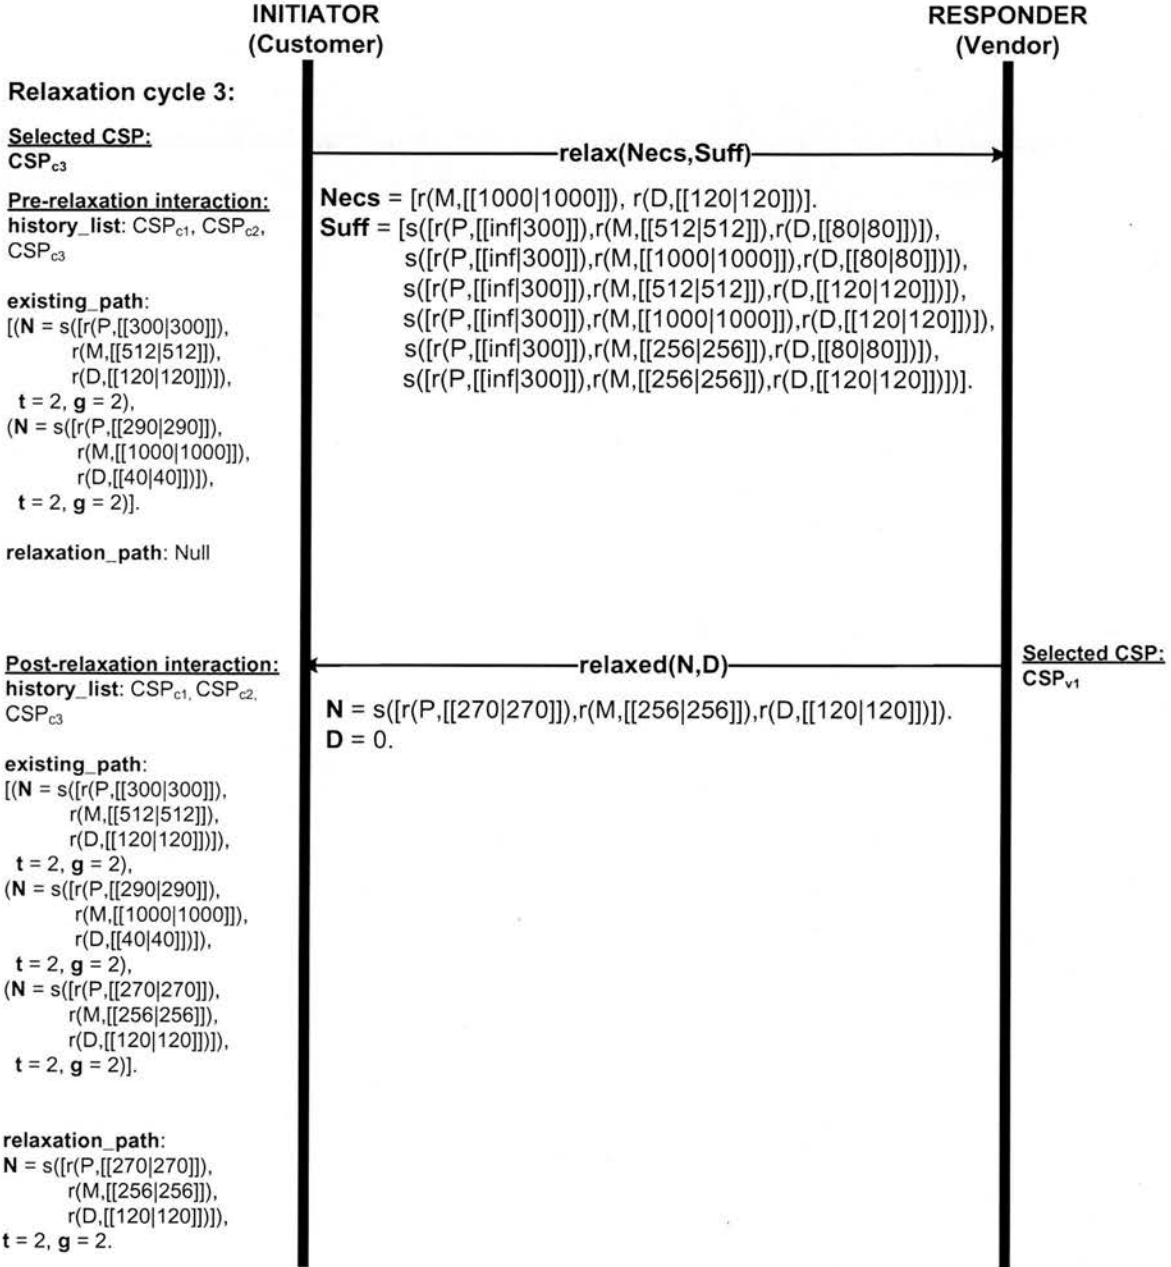 INITIATOR
(Customer)
RESPONDER
(Vendor)
Relaxation cycle 3:
Selected CSP:
CSPc3
relax(Necs,Suff)
Pre-relaxation interaction:
history_list: CSPc1, CSPc2,
CSPc3
existing_path:
[(N = s([r(P,[[300|300]]),
r(M,[[512|512]]),
r(D,[[120|120]])]),
t = 2, g = 2),
(N = s([r(P,[[290|290]]),
r(M,[[1000|1000]]),
r(D,[[40|40]])]),
t = 2, g = 2)].
relaxation_path: Null
Necs = [r(M,[[1000|1000]]), r(D,[[120|120]])].
Suff = [s([r(P,[[inf|300]]),r(M,[[512|512]]),r(D,[[80|80]])]),
s([r(P,[[inf|300]]),r(M,[[1000|1000]]),r(D,[[80|80]])]),
s([r(P,[[inf|300]]),r(M,[[512|512]]),r(D,[[120|120]])]),
s([r(P,[[inf|300]]),r(M,[[1000|1000]]),r(D,[[120|120]])]),
s([r(P,[[inf|300]]),r(M,[[256|256]]),r(D,[[80|80]])]),
s([r(P,[[inf|300]]),r(M,[[256|256]]),r(D,[[120|120]])])].
Post-relaxation interaction:
history_list: CSPc1, CSPc2,
CSPc3
relaxed(N,D)
Selected CSP:
CSPv1
N = s([r(P,[[270|270]]),r(M,[[256|256]]),r(D,[[120|120]])]).
D = 0.
existing_path:
[(N = s([r(P,[[300|300]]),
r(M,[[512|512]]),
r(D,[[120|120]])]),
t = 2, g = 2),
(N = s([r(P,[[290|290]]),
r(M,[[1000|1000]]),
r(D,[[40|40]])]),
t = 2, g = 2),
(N = s([r(P,[[270|270]]),
r(M,[[256|256]]),
r(D,[[120|120]])]),
t = 2, g = 2)].
relaxation_path:
N = s([r(P,[[270|270]]),
r(M,[[256|256]]),
r(D,[[120|120]])]),
t = 2, g = 2.